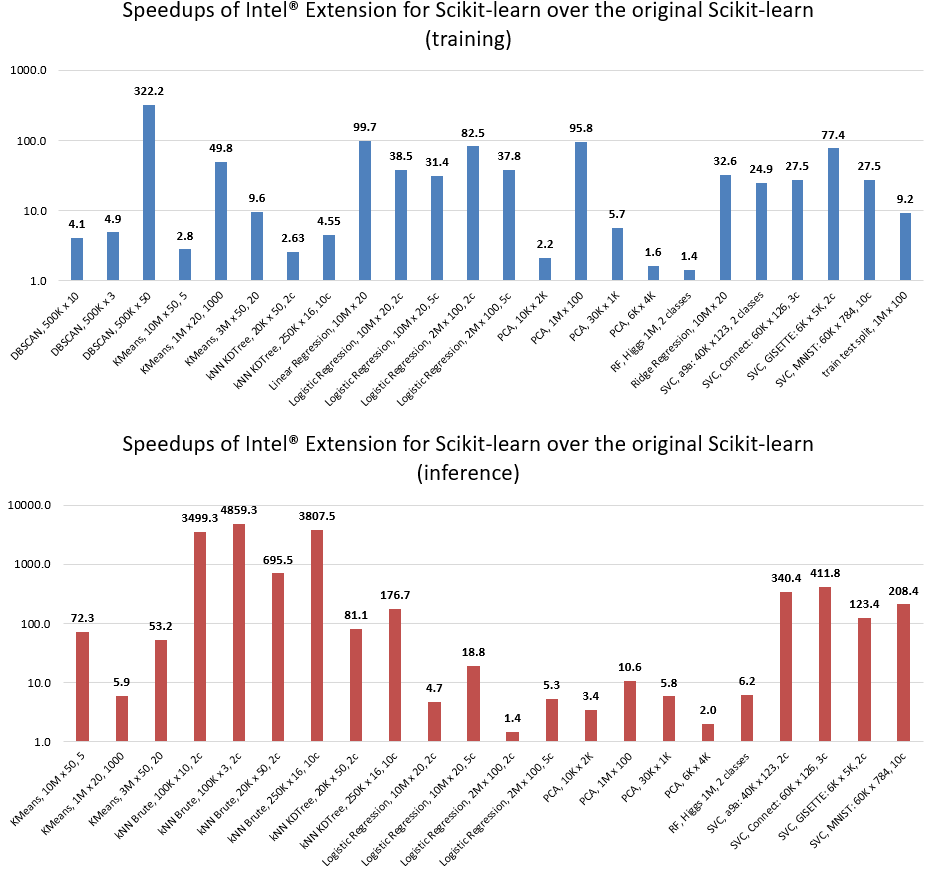 Speedups of Intel® Extension for Scikit-learn over the original Scikit-learn
(training)
1000.0
100.0
10.0
1.0
4.1
4.9
322.2
2.8
49.8
9.6
2.63
4.55
99.7
38.5
31.4
82.5
37.8
2.2
95.8
5.7
1.6
1.4
32.6
24.9
27.5
77.4
27.5
9.2
DBSCAN, 500K x 10
DBSCAN, 500K x 3
DBSCAN, 500K x 50
KMeans, 10M x 50, 5
KMeans, 1M x 20, 1000
KMeans, 3M x 50, 20
kNN KDTree, 20K x 50, 2c
kNN KDTree, 250K X 16, 10c
Linear Regression, 10M x 20
Logistic Regression, 10M x 20, 2c
Logistic Regression, 10M x 20, 5c
Logistic Regression, 2M x 100, 2c
Logistic Regression, 2M x 100, 5c
PCA, 10K x 2K
PCA, 1M x 100
PCA, 30K x 1K
PCA, 6K x 4K
RF, Higgs 1M, 2 classes
Ridge Regression, 10M x 20
SVC, a9a: 40K x 123, 2 classes
SVC, Connect: 60K x 126, 3c
SVC, GISETTE: 6K x 5K, 2c
SVC, MNIST: 60K x 784, 10c
train test split, 1M x 100
Speedups of Intel® Extension for Scikit-learn over the original Scikit-learn
(inference)
10000.0
1000.0
100.0
10.0
1.0
72.3
5.9
53.2
3499.3
4859.3
695.5
3807.5
81.1
176.7
4.7
18.8
1.4
5.3
3.4
10.6
5.8
2.0
6.2
340.4
411.8
123.4
208.4
KMeans, 10M x 50, 5
KMeans, 1M x 20, 1000
KMeans, 3M x 50, 20
kNN Brute, 100K x 10, 2c
kNN Brute, 100K x 3, 2c
kNN Brute, 20K x 50, 2c
kNN Brute, 250K x 16, 10c
kNN KDTree, 20K x 50, 2c
kNN KDTree, 250K x 16, 10c
Logistic Regression, 10M x 20, 2c
Logistic Regression, 10M x 20, 5c
Logistic Regression, 2M x 100, 2c
Logistic Regression, 2M x 100, 5c
PCA, 10K x 2K
PCA, 1M x 100
PCA, 30K x 1K
PCA, 6K x 4K
RF, Higgs 1M, 2 classes
SVC, a9a: 40K x 123, 2c
SVC, Connect: 60K x 126, 3c
SVC, GISETTE: 6K x 5K, 2c
SVC, MNIST: 60K x 784, 10c